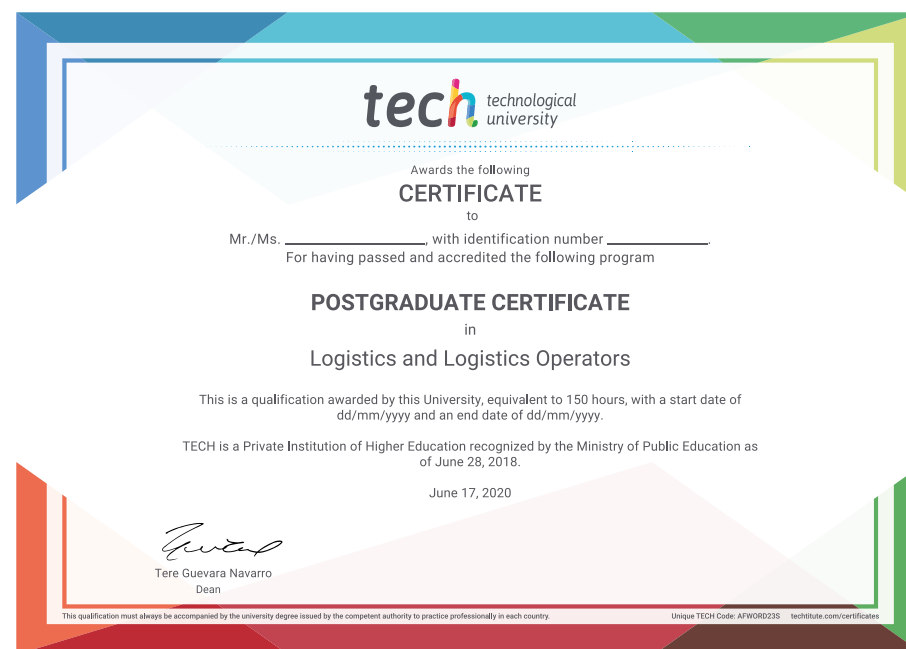 tech technological
university
Awards the following
CERTIFICATE
to
Mr./Ms. ____________________, with identification number ______________.
For having passed and accredited the following program
POSTGRADUATE CERTIFICATE
in
Logistics and Logistics Operators
This is a qualification awarded by this University, equivalent to 150 hours, with a start date of
dd/mm/yyyy and an end date of dd/mm/yyyy.
TECH is a Private Institution of Higher Education recognized by the Ministry of Public Education as
of June 28, 2018.
June 17, 2020
Tere Guevara Navarro
Dean
This qualification must always be accompanied by the university degree issued by the competent authority to practice professionally in each country. Unique TECH Code: AFWORD23S techtitute.com/certificates